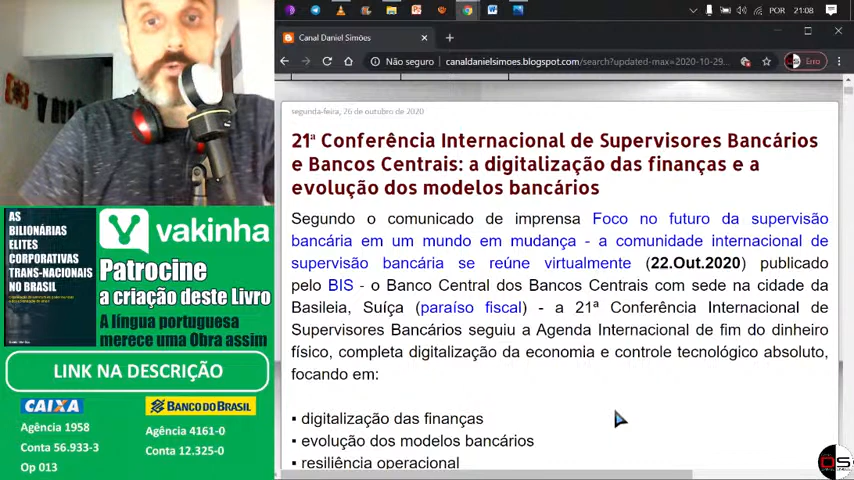 POR
21:08
Canal Daniel Simões
Não seguro
canaldanielsimoes.blogspot.com/search?updated-max=2020-10-29...
Erro
segunda-feira, 26 de outubro de 2020
21ª Conferência Internacional de Supervisores Bancários
e Bancos Centrais: a digitalização das finanças e a
evolução dos modelos bancários
Segundo o comunicado de imprensa Foco no futuro da supervisão
bancária em um mundo em mudança - a comunidade internacional de
supervisão bancária se reúne virtualmente (22.Out.2020) publicado
pelo BIS - o Banco Central dos Bancos Centrais com sede na cidade da
Basileia, Suíça (paraíso fiscal) - a 21ª Conferência Internacional de
Supervisores Bancários seguiu a Agenda Internacional de fim do dinheiro
físico, completa digitalização da economia e controle tecnológico absoluto,
focando em:
▪ digitalização das finanças
▪ evolução dos modelos bancários
▪ resiliência operacional
AS
BILIONÁRIAS
ELITES
CORPORATIVAS
TRANS-NACIONAIS
NO BRASIL
vakinha
Patrocine
a criação deste Livro
A língua portuguesa
merece uma Obra assim
LINK NA DESCRIÇÃO
CAIXA
Agência 1958
Conta 56.933-3
Op 013
BANCO DO BRASIL
Agência 4161-0
Conta 12.325-0
DS